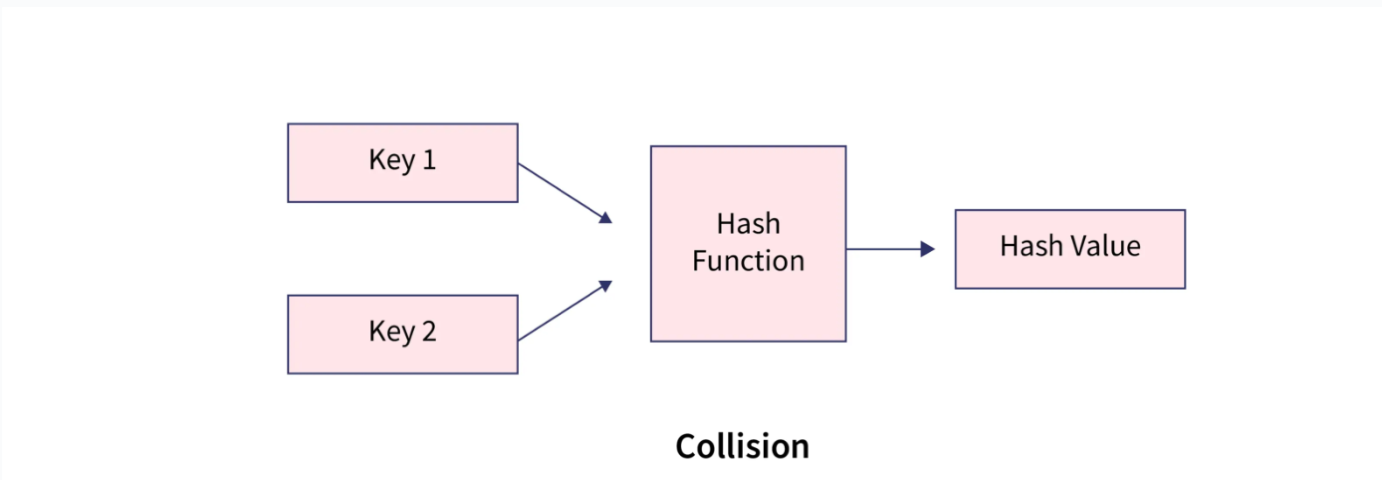 Key 1
Key 2
Hash
Function
Hash Value
Collision